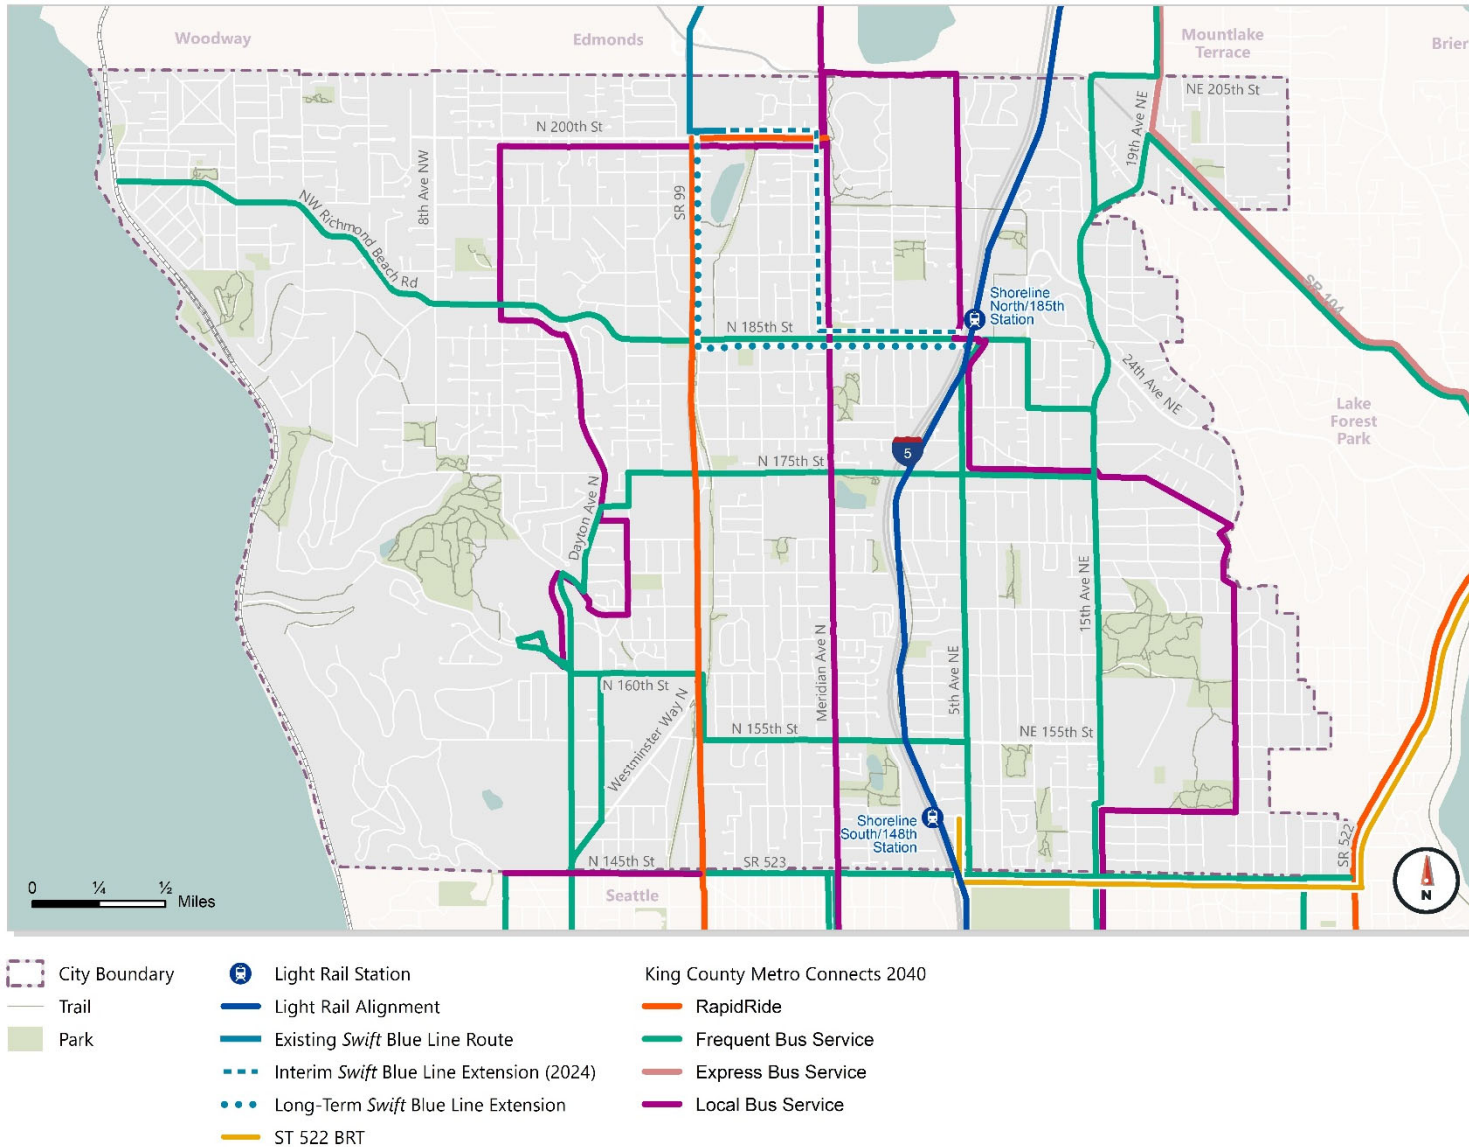 Woodway
Edmonds
Mountlake
Terrace
Brier
NE 205th St
N 200th St
19th Ave NE
8th Ave NW
SR 99
NW Richmond Beach Rd
Shoreline
North/185th
Station
SR 104
N 185th St
24th Ave NE
Lake
Forest
Park
5
N 175th St
Dayton Ave N
15th Ave NE
Meridian Ave N
5th Ave NE
N 160th St
Westminster Way N
N 155th St
NE 155th St
Shoreline
South/148th
Station
SR 522
N 145th St
SR 523
Seattle
0 ¼ ½
Miles
N
City Boundary
Trail
Park
Light Rail Station
Light Rail Alignment
Existing Swift Blue Line Route
Interim Swift Blue Line Extension (2024)
Long-Term Swift Blue Line Extension
ST 522 BRT
King County Metro Connects 2040
RapidRide
Frequent Bus Service
Express Bus Service
Local Bus Service